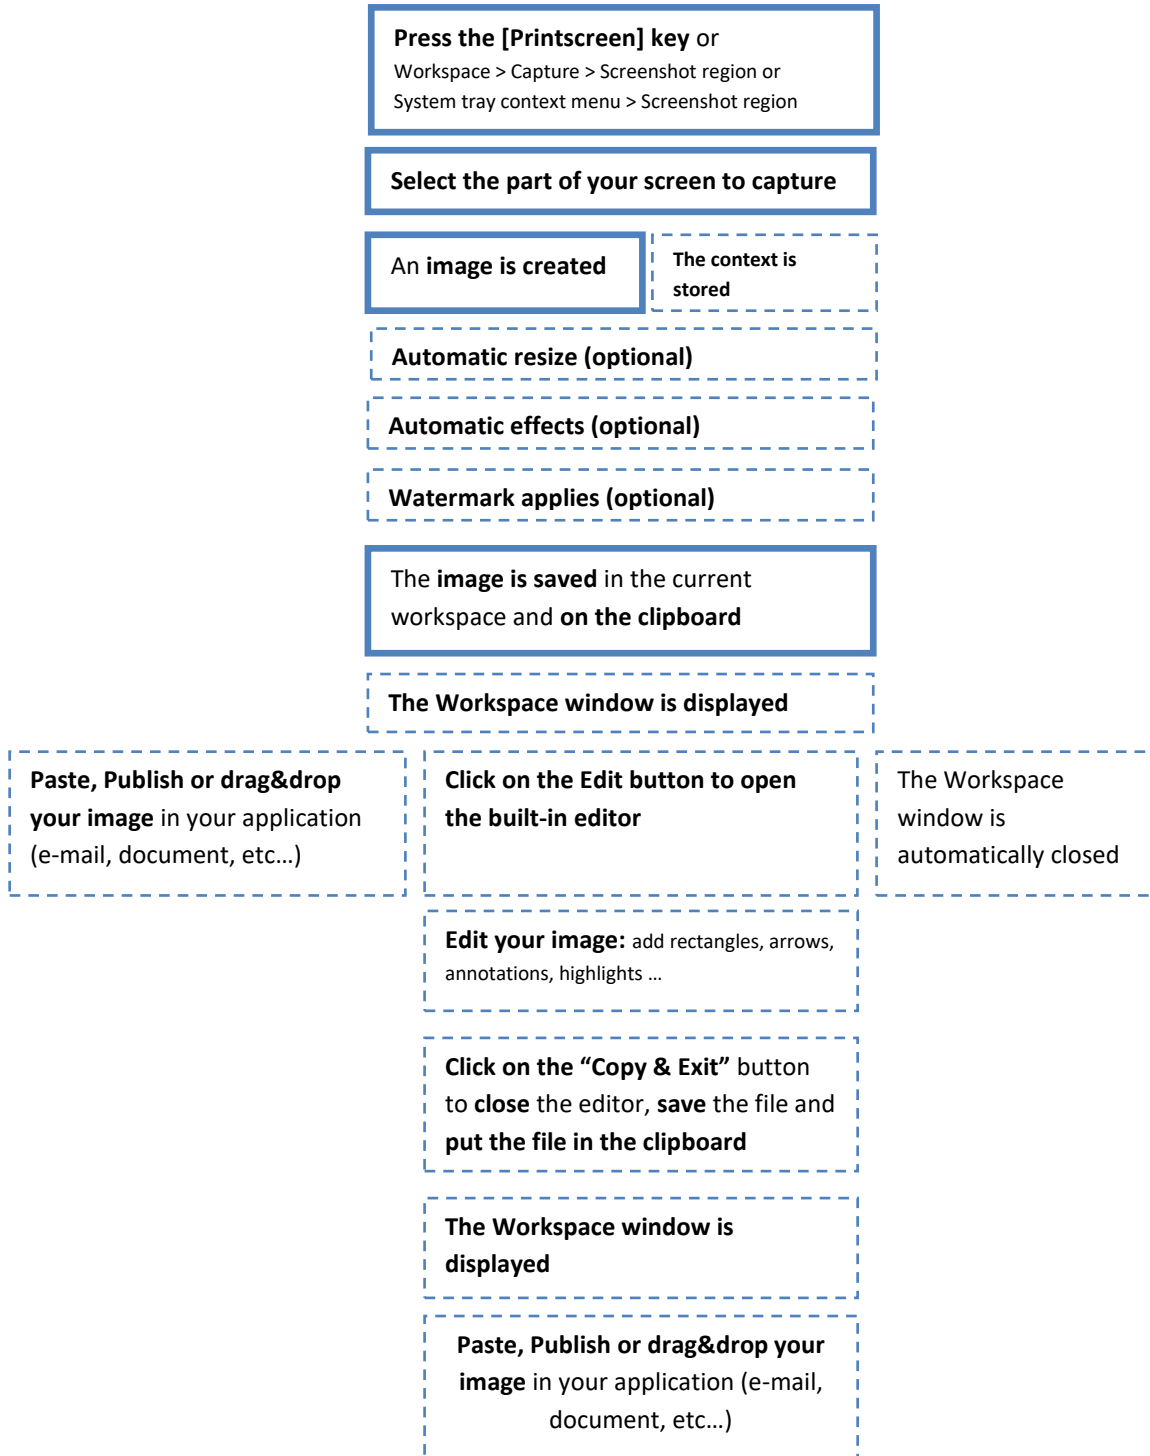 Press the [Printscreen] key or
Workspace > Capture > Screenshot region or
System tray context menu > Screenshot region
Select the part of your screen to capture
An image is created
The context is
stored
Automatic resize (optional)
Automatic effects (optional)
Watermark applies (optional)
The image is saved in the current
workspace and on the clipboard
The Workspace window is displayed
Paste, Publish or drag&drop
your image in your application
(e-mail, document, etc…)
Click on the Edit button to open
the built-in editor
The Workspace
window is
automatically closed
Edit your image: add rectangles, arrows,
annotations, highlights …
Click on the “Copy & Exit” button
to close the editor, save the file and
put the file in the clipboard
The Workspace window is
displayed
Paste, Publish or drag&drop your
image in your application (e-mail,
document, etc…)